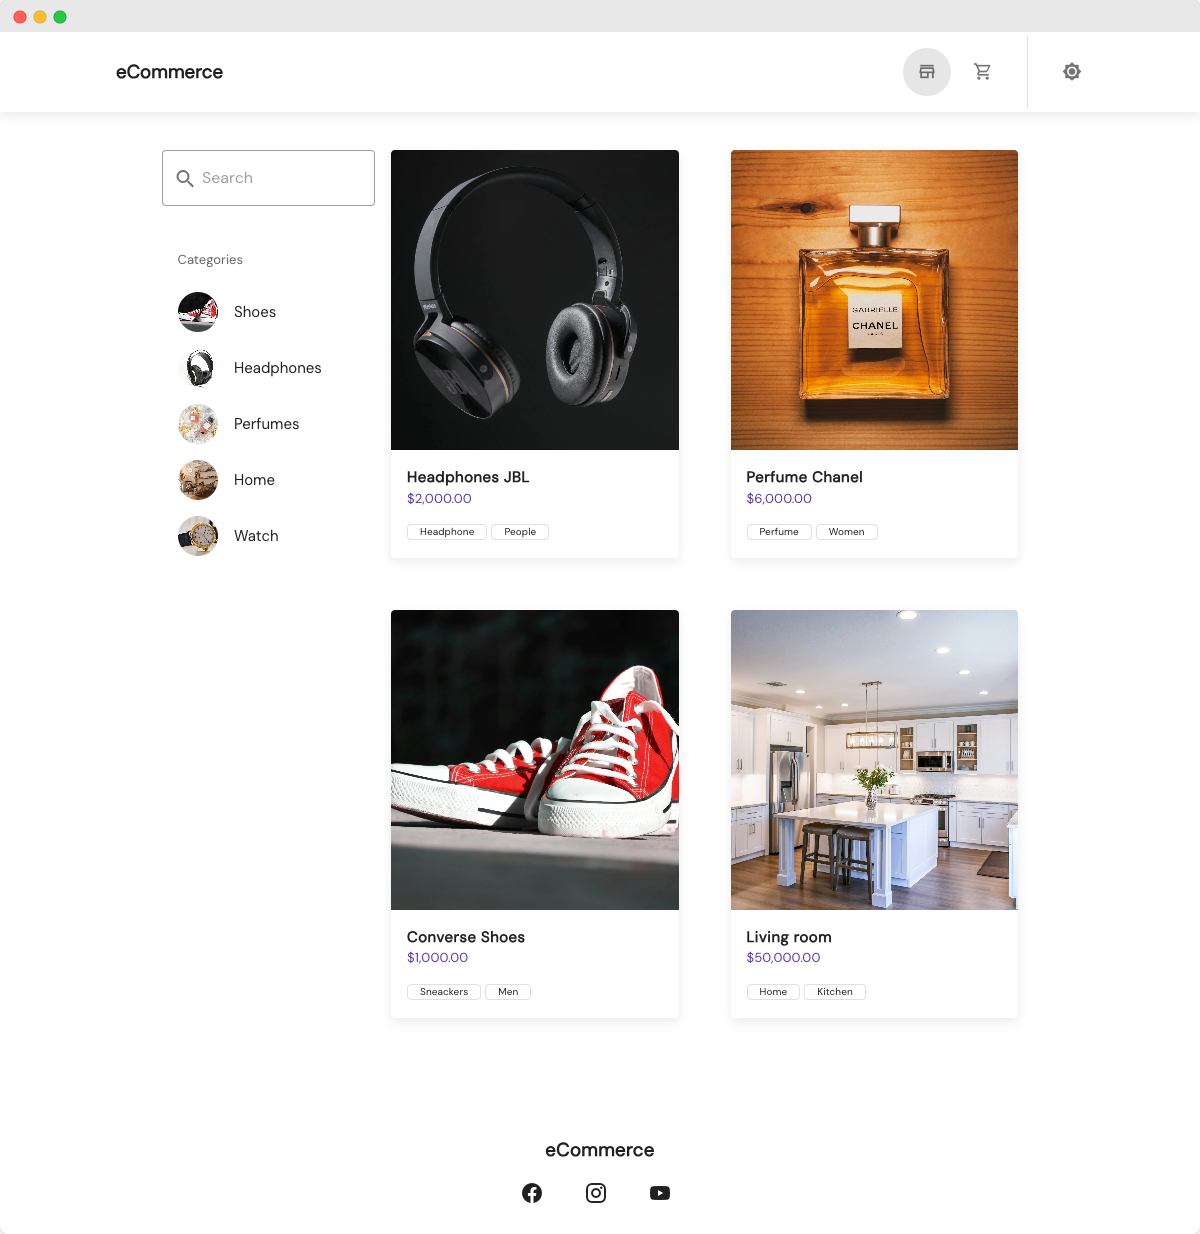 eCommerce
Search
Categories
Shoes
Headphones
Perfumes
Home
Watch
GABRIELLE
CHANEL
PARIS
Headphones JBL
$2,000.00
Headphone People
Perfume Chanel
$6,000.00
Perfume Women
Converse Shoes
$1,000.00
Sneackers Men
Living room
$50,000.00
Home Kitchen
eCommerce